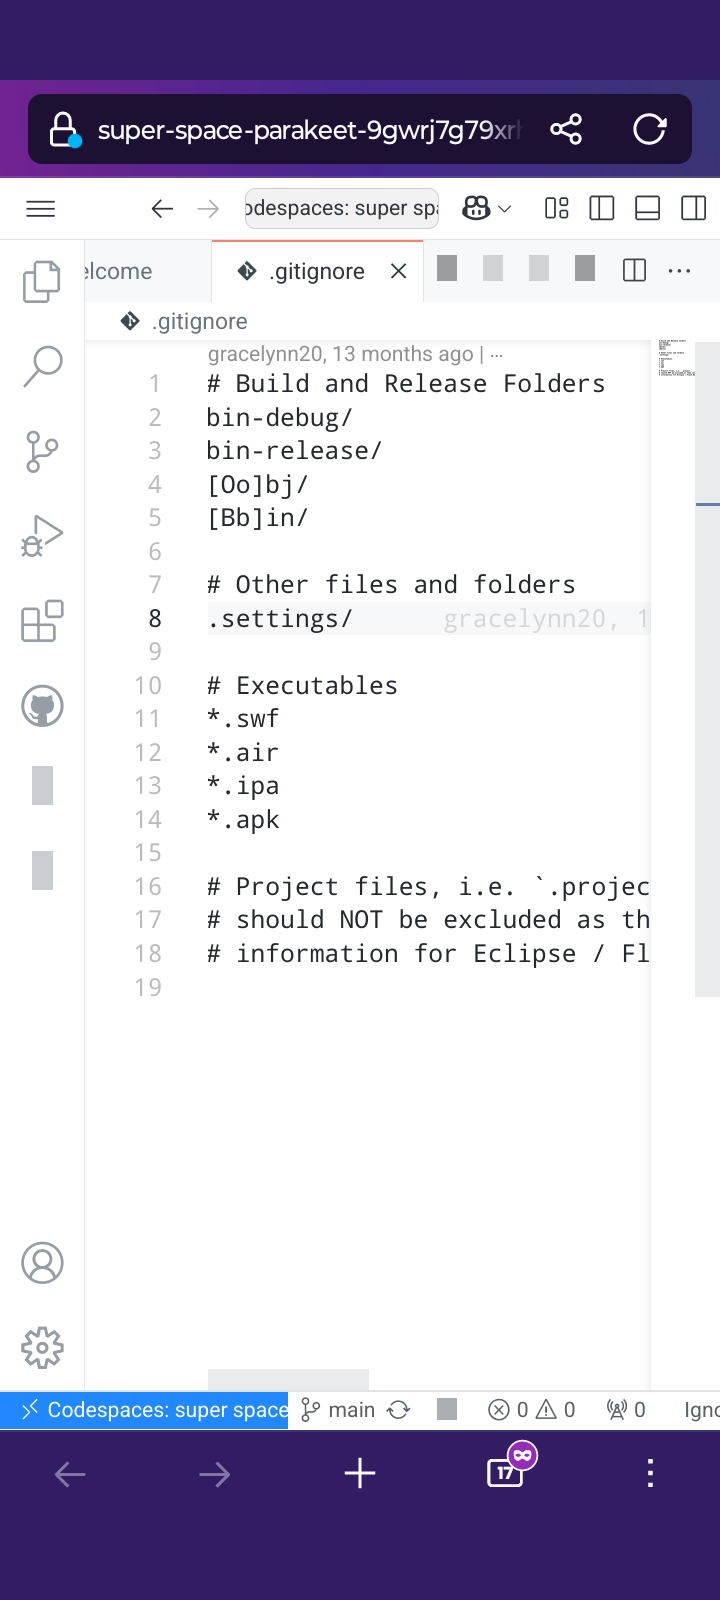 super-space-parakeet-9gwrj7g79xr
odespaces: super spa
elcome
.gitignore
.gitignore
gracelynn20, 13 months ago | ...
1 # Build and Release Folders
2 bin-debug/
3 bin-release/
4 [Oo]bj/
5 [Bb]in/
6
7 # Other files and folders
8 .settings/ gracelynn20, 1
9
10 # Executables
11 *.swf
12 *.air
13 *.ipa
14 *.apk
15
16 # Project files, i.e. `.projec
17 # should NOT be excluded as th
18 # information for Eclipse / Fl
19
Codespaces: super space main 0 0 0 Igno
17